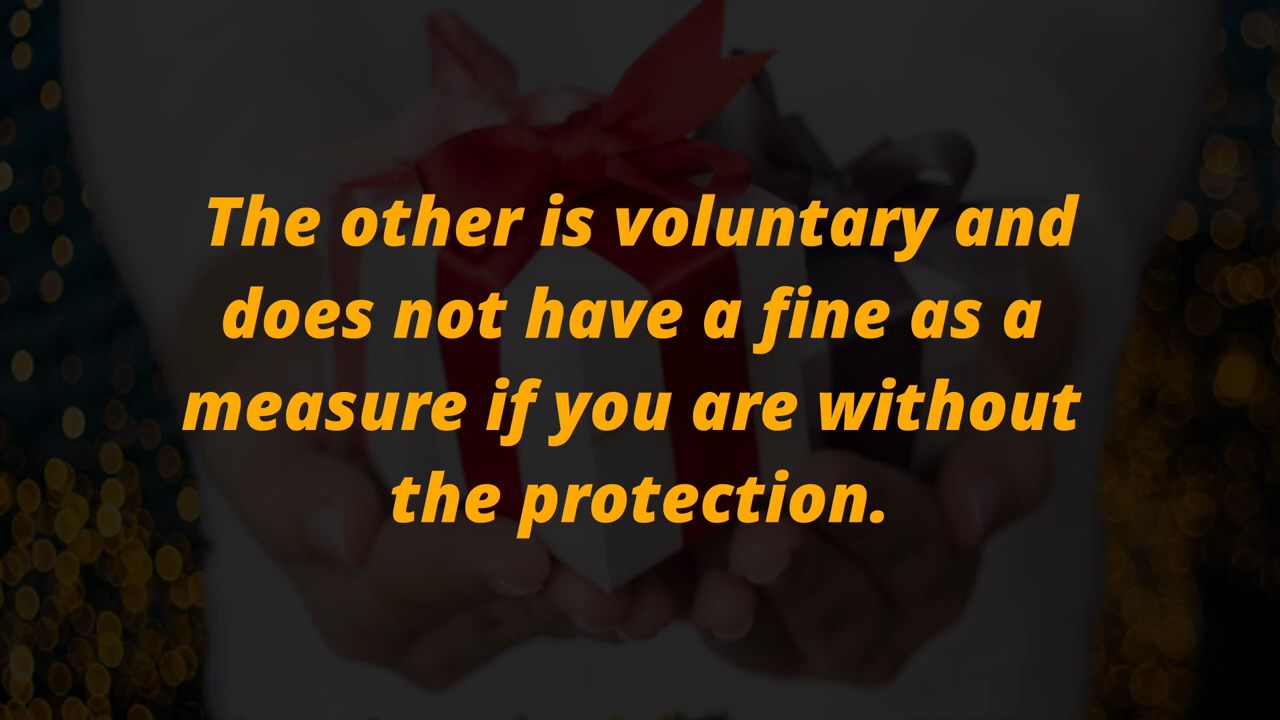 The other is voluntary and
does not have a fine as a
measure if you are without
the protection.